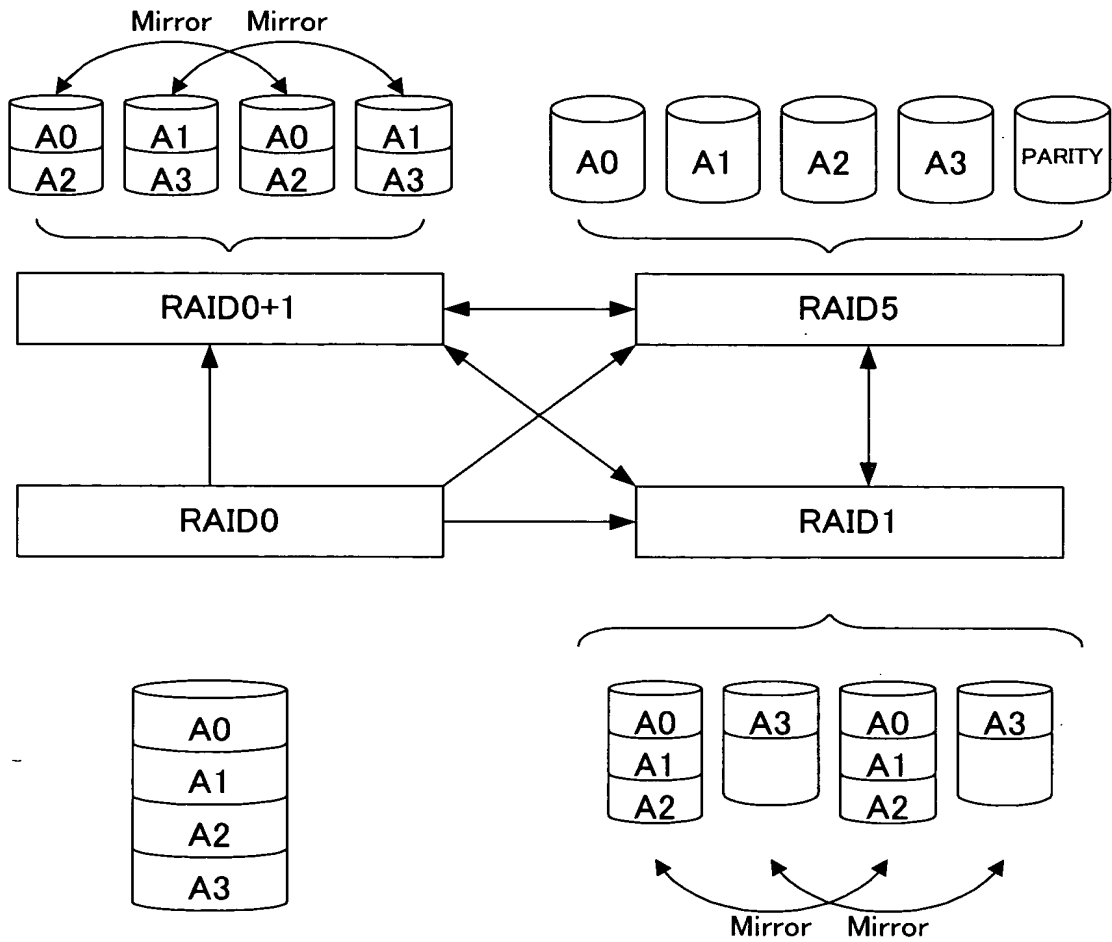 Mirror Mirror
A0 A1 A0 A1
A2 A3 A2 A3
A0 A1 A2 A3 PARITY
RAID0+1 RAID5
RAID0 RAID1
A0
A1
A2
A3
A0 A3 A0 A3
A1 A1
A2 A2
Mirror Mirror